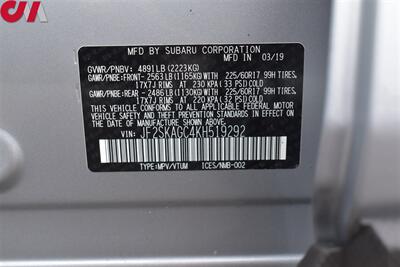 DIA
MFD. BY SUBARU CORPORATION
GVWR/PNBV: 4891LB (2223KG) IN 03/19
GAWR/PNBE: FRONT- 2563LB (1165KG) WITH 225/60R17 99H TIRES,
17X7J RIMS AT 230 KPA (33 PSI) COLD
GAWR/PNBE: REAR - 2486LB (1130KG) WITH 225/60R17 99H TIRES,
17X7J RIMS AT 220 KPA (32 PSI) COLD
THIS VEHICLE CONFORMS TO ALL APPLICABLE FEDERAL MOTOR
VEHICLE SAFETY, BUMPER, AND THEFT PREVENTION STANDARDS
IN EFFECT ON THE DATE OF MANUFACTURE SHOWN ABOVE.
VIN: JF2SKAGC4KH519292
TYPE:MPV/VTUM ICES/NMB-002